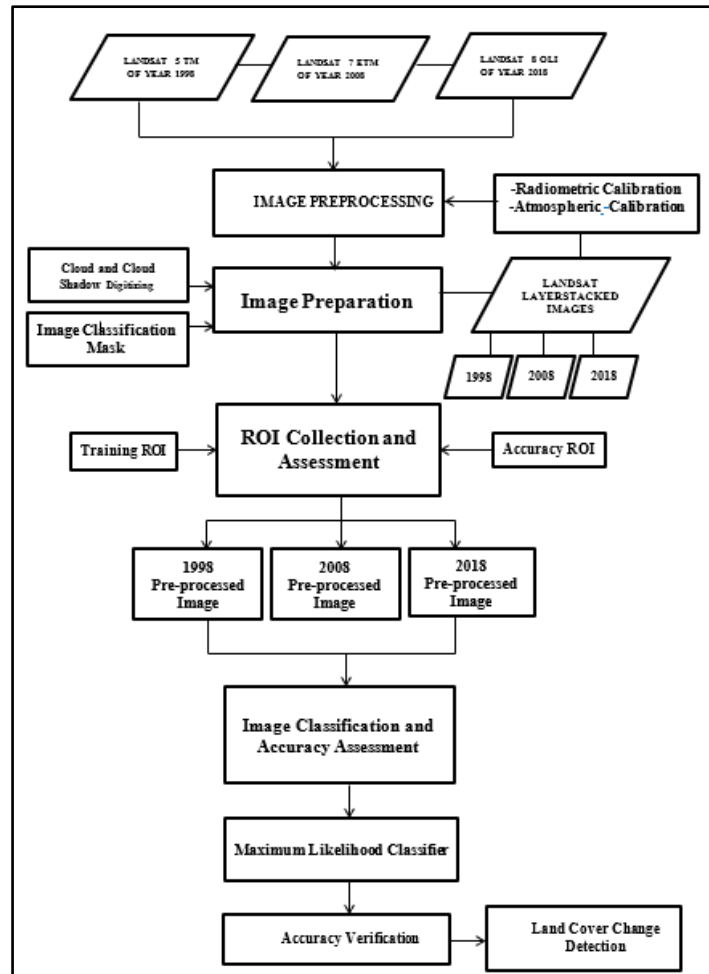 LANDSAT 5 TM
OF YEAR 1998
LANDSAT 7 ETM
OF YEAR 2008
LANDSAT 8 OLI
OF YEAR 2018
IMAGE PREPROCESSING
-Radiometric Calibration
-Atmospheric -Calibration
Cloud and Cloud
Shadow Digitizing
Image Classification
Mask
Image Preparation
LANDSAT
LAYERSTACKED
IMAGES
1998
2008
2018
Training ROI
ROI Collection and
Assessment
Accuracy ROI
1998
Pre-processed
Image
2008
Pre-processed
Image
2018
Pre-processed
Image
Image Classification and
Accuracy Assessment
Maximum Likelihood Classifier
Accuracy Verification
Land Cover Change
Detection